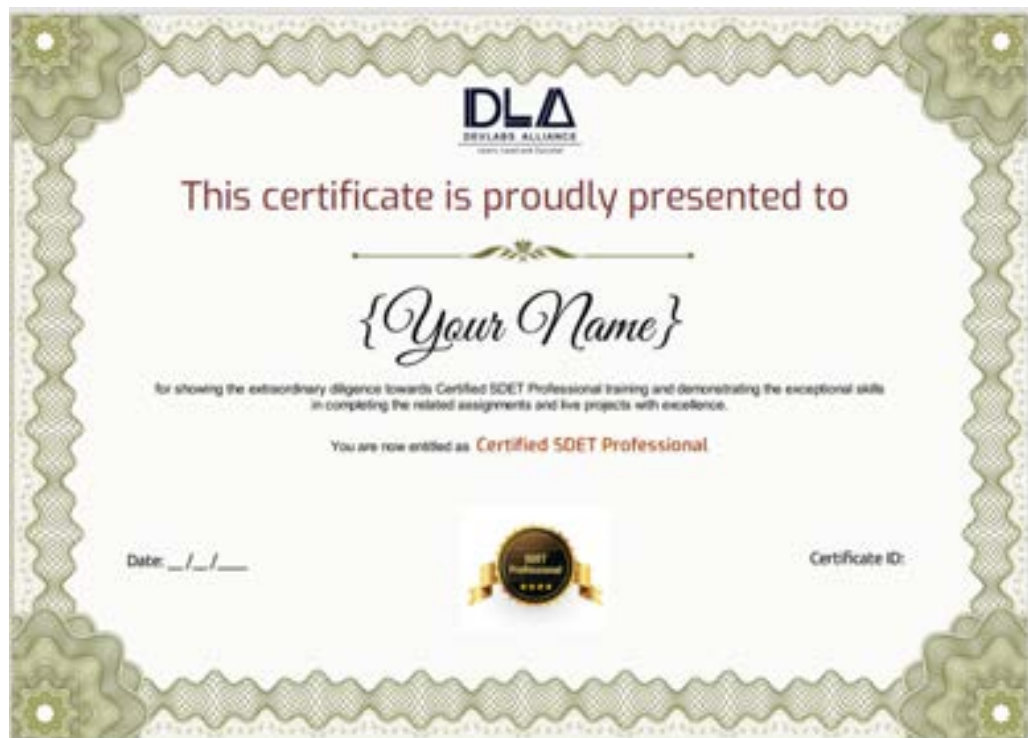 DLA
DEVLABS ALLIANCE
This certificate is proudly presented to
{Your Name}
for showing the extraordinary diligence towards Certified SDET Professional training and demonstrating the exceptional skills
in completing the related assignments and live projects with excellence.
You are now entitled as Certified SDET Professional
Date: __/__/____
SDET
Professional
Certificate ID: